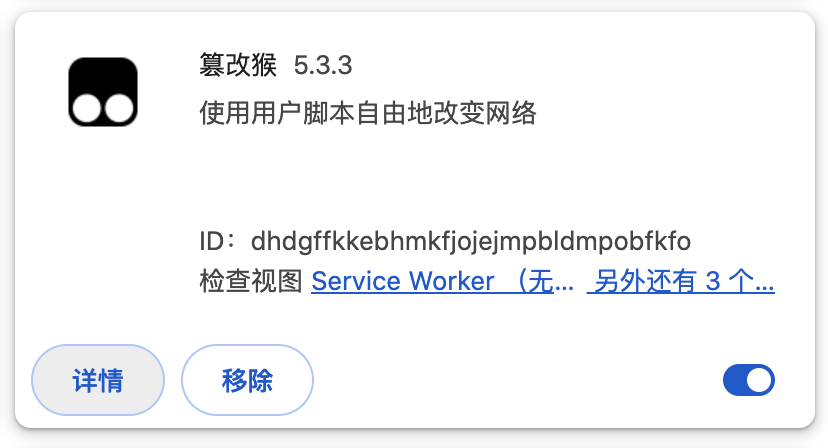 篡改猴 5.3.3
使用用户脚本自由地改变网络
ID：dhdgffkkebhmkfjojejmpbldmpobfkfo
检查视图 Service Worker （无... 另外还有 3 个...
详情 移除